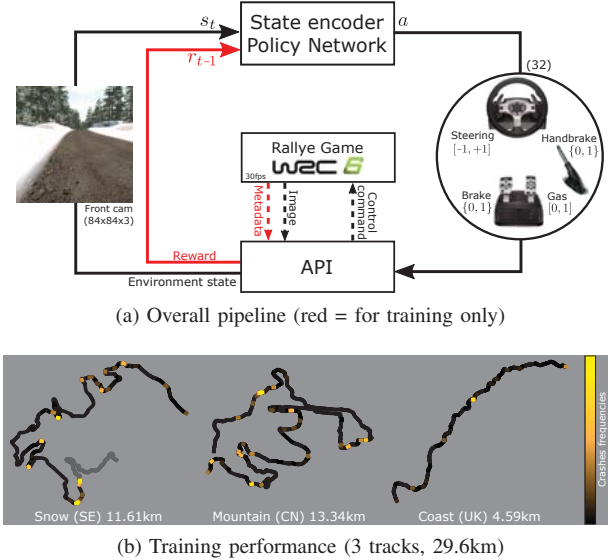 s_t
State encoder
Policy Network
a
r_{t-1}
(32)
Steering
[-1, +1]
Handbrake
{0, 1}
Brake
{0, 1}
Gas
[0, 1]
Rallye Game
WRC 6
30fps
Metadata
Image
Control
command
Front cam
(84x84x3)
Reward
Environment state
API
(a) Overall pipeline (red = for training only)
Snow (SE) 11.61km
Mountain (CN) 13.34km
Coast (UK) 4.59km
Crashes frequencies
(b) Training performance (3 tracks, 29.6km)